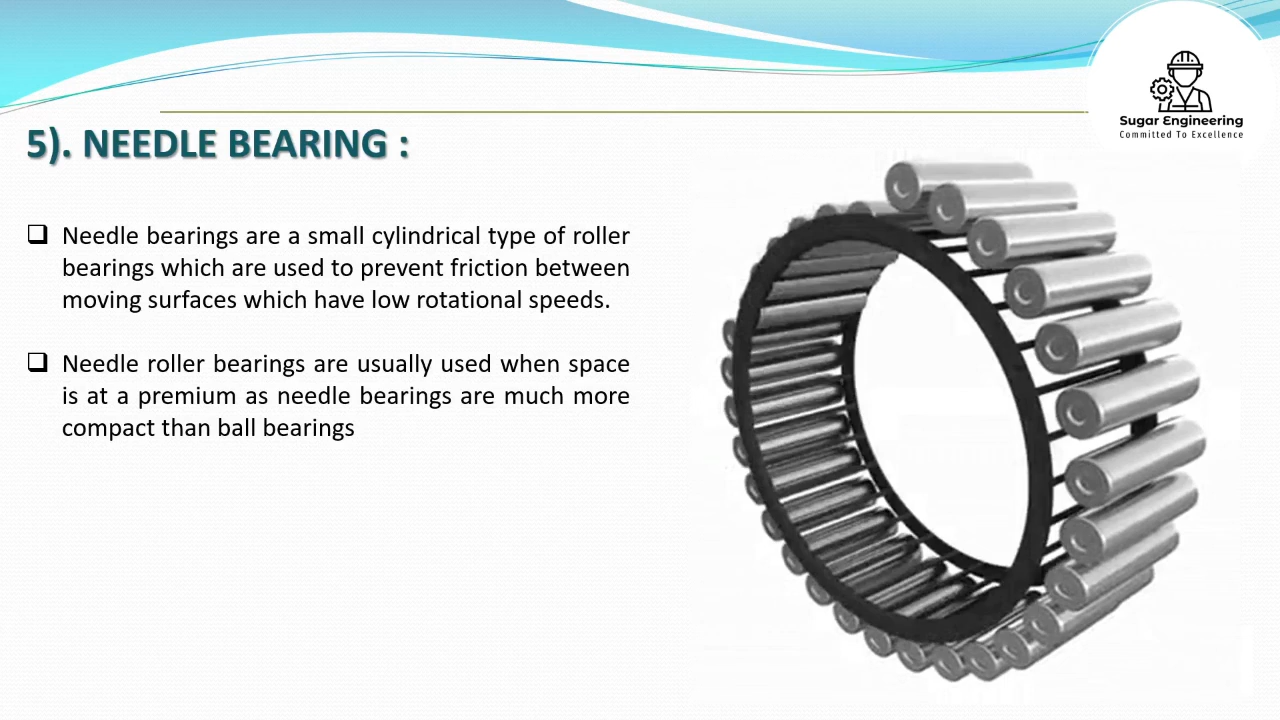 Sugar Engineering
Committed To Excellence
5). NEEDLE BEARING :
Needle bearings are a small cylindrical type of roller
bearings which are used to prevent friction between
moving surfaces which have low rotational speeds.
Needle roller bearings are usually used when space
is at a premium as needle bearings are much more
compact than ball bearings